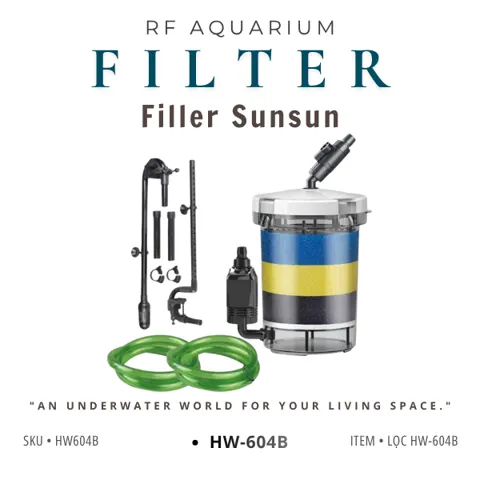 RF AQUARIUM
FILTER
Filler Sunsun
"AN UNDERWATER WORLD FOR YOUR LIVING SPACE."
SKU • HW604B
• HW-604B
ITEM • LỌC HW-604B